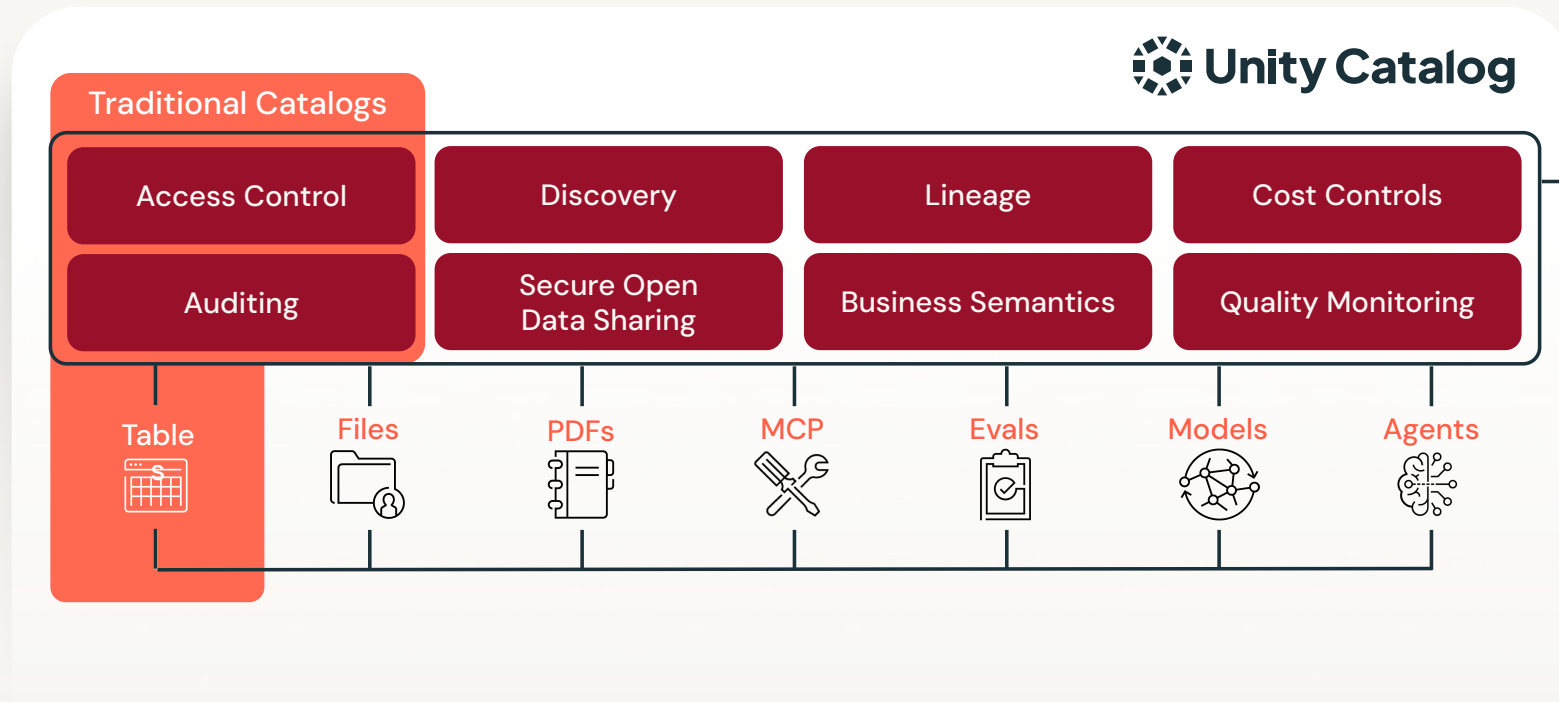 Unity Catalog
Traditional Catalogs
Access Control
Discovery
Lineage
Cost Controls
Auditing
Secure Open
Data Sharing
Business Semantics
Quality Monitoring
Table
Files
PDFs
MCP
Evals
Models
Agents
S